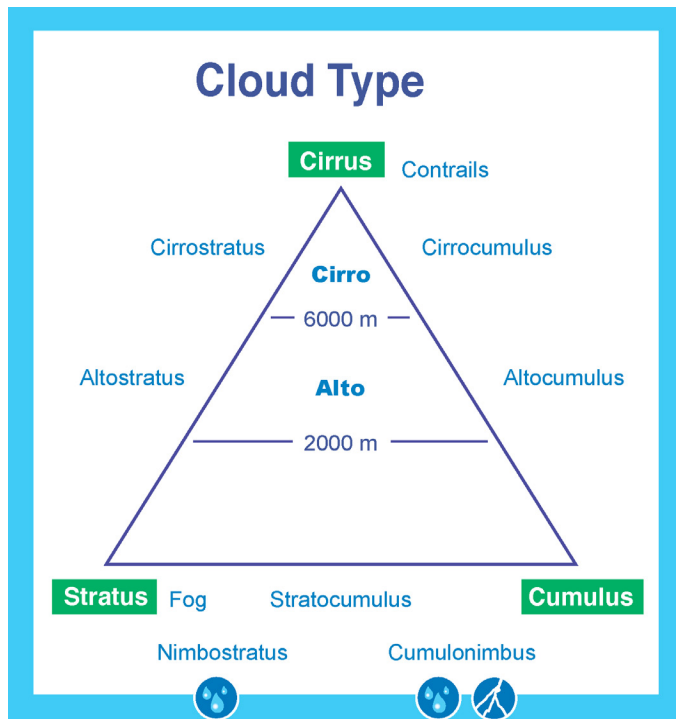 Cloud Type
Cirrus
Contrails
Cirrostratus
Cirrocumulus
Cirro
6000 m
Altostratus
Alto
Altocumulus
2000 m
Stratus
Fog
Stratocumulus
Cumulus
Nimbostratus
Cumulonimbus